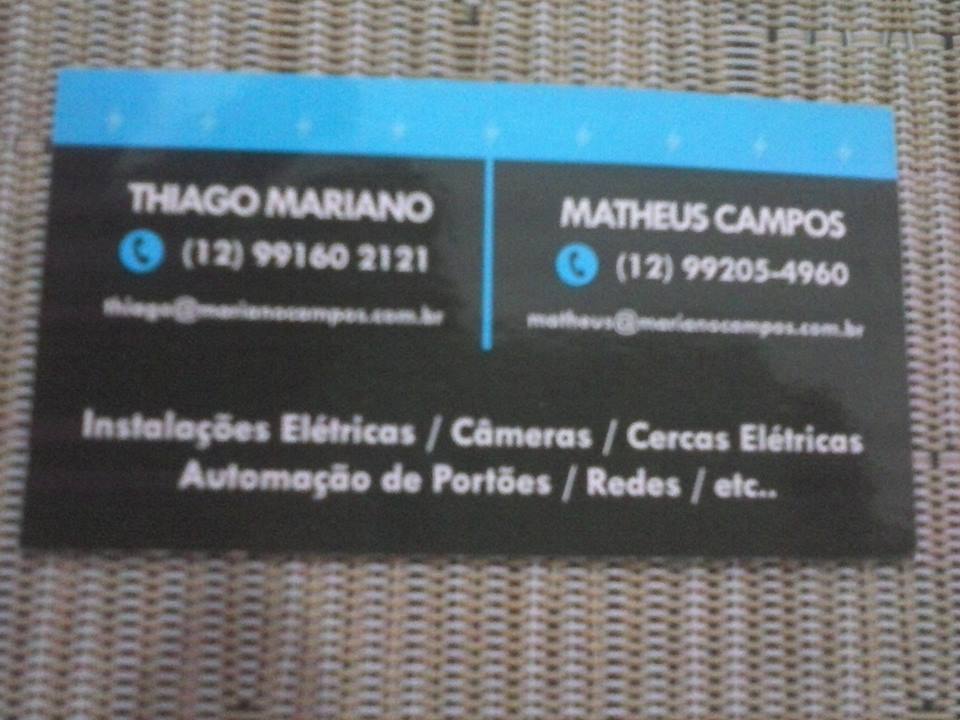 THIAGO MARIANO
(12) 99160 2121
thiago@marianocampos.com.br
MATHEUS CAMPOS
(12) 99205-4960
matheus@marianocampos.com.br
Instalações Elétricas / Câmeras / Cercas Elétricas
Automação de Portões / Redes / etc..